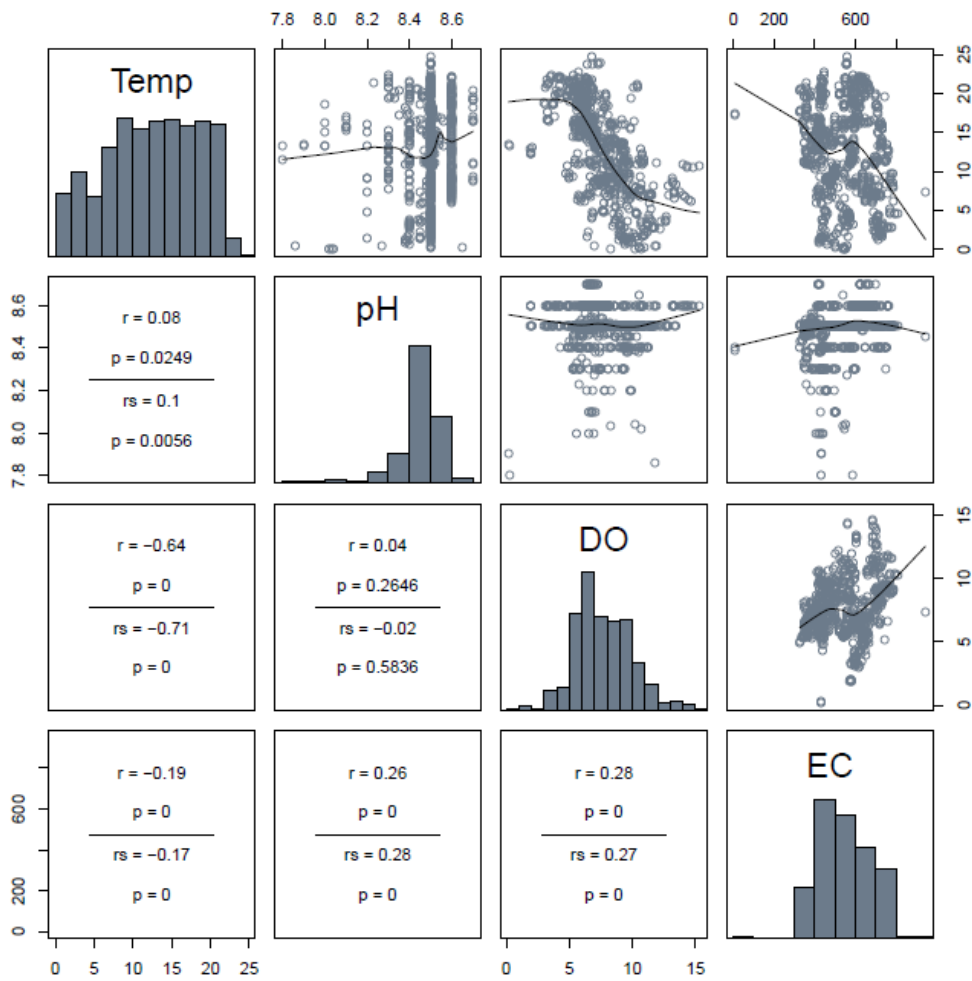 7.8 8.0 8.2 8.4 8.6
0 200 600
Temp
0 5 10 15 20 25
7.8 8.0 8.2 8.4 8.6
r = 0.08
p = 0.0249
rs = 0.1
p = 0.0056
pH
r = −0.64
p = 0
rs = −0.71
p = 0
r = 0.04
p = 0.2646
rs = −0.02
p = 0.5836
DO
0 5 10 15
0 200 600
r = −0.19
p = 0
rs = −0.17
p = 0
r = 0.26
p = 0
rs = 0.28
p = 0
r = 0.28
p = 0
rs = 0.27
p = 0
EC
0 5 10 15 20 25
0 5 10 15